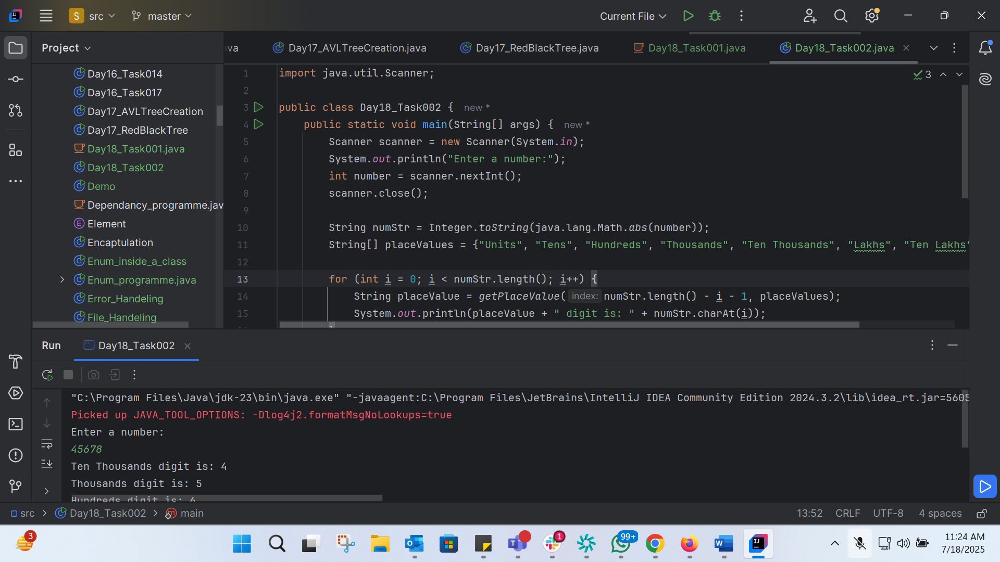 src
master
Current File
Project
ava
Day17_AVLTreeCreation.java
Day17_RedBlackTree.java
Day18_Task001.java
Day18_Task002.java
Day16_Task014
Day16_Task017
Day17_AVLTreeCreation
Day17_RedBlackTree
Day18_Task001.java
Day18_Task002
Demo
Dependancy_programme.jav
Element
Encaptulation
Enum_inside_a_class
Enum_programme.java
Error_Handeling
File_Handeling
3
1 import java.util.Scanner;
2
3 public class Day18_Task002 { new *
4 public static void main(String[] args) { new *
5 Scanner scanner = new Scanner(System.in);
6 System.out.println("Enter a number:");
7 int number = scanner.nextInt();
8 scanner.close();
9
10 String numStr = Integer.toString(java.lang.Math.abs(number));
11 String[] placeValues = {"Units", "Tens", "Hundreds", "Thousands", "Ten Thousands", "Lakhs", "Ten Lakhs"
12
13 for (int i = 0; i < numStr.length(); i++) {
14 String placeValue = getPlaceValue( index: numStr.length() - i - 1, placeValues);
15 System.out.println(placeValue + " digit is: " + numStr.charAt(i));
Run
Day18_Task002
"C:\Program Files\Java\jdk-23\bin\java.exe" "-javaagent:C:\Program Files\JetBrains\IntelliJ IDEA Community Edition 2024.3.2\lib\idea_rt.jar=5605
Picked up JAVA_TOOL_OPTIONS: -Dlog4j2.formatMsgNoLookups=true
Enter a number:
45678
Ten Thousands digit is: 4
Thousands digit is: 5
Hundreds digit is: 6
src > Day18_Task002 > main
13:52 CRLF UTF-8 4 spaces
3
1
99+
11:24 AM
7/18/2025